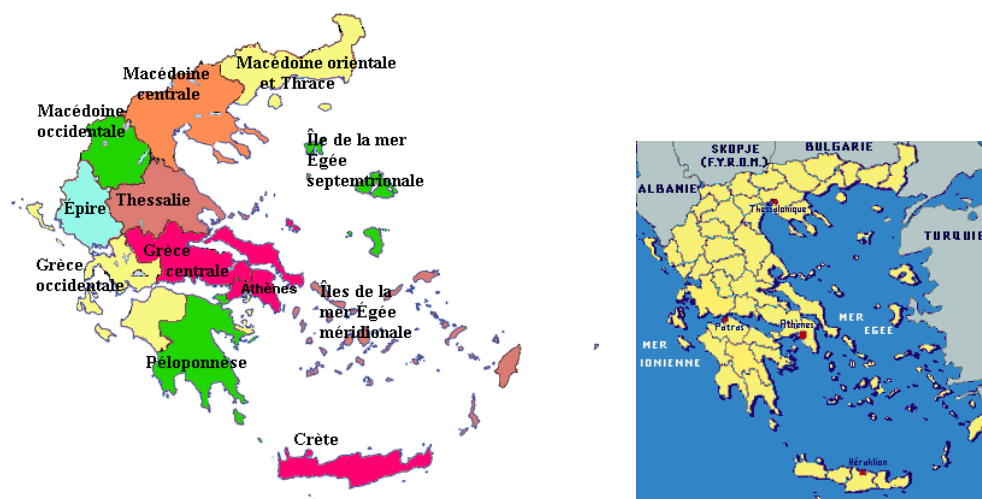 Macédoine orientale
et Thrace
Macédoine
centrale
Macédoine
occidentale
Île de la mer
Egée
septemtrionale
Epire
Thessalie
Grèce
centrale
Grèce
occidentale
Athènes
Îles de la
mer Égée
méridionale
Péloponnèse
Crète
SKOPJE
(F.Y.R.O.M.)
BULGARIE
ALBANIE
Thessalonique
TURQUIE
Patras
Athènes
MER
EGEE
MER
IONIENNE
Héraklion